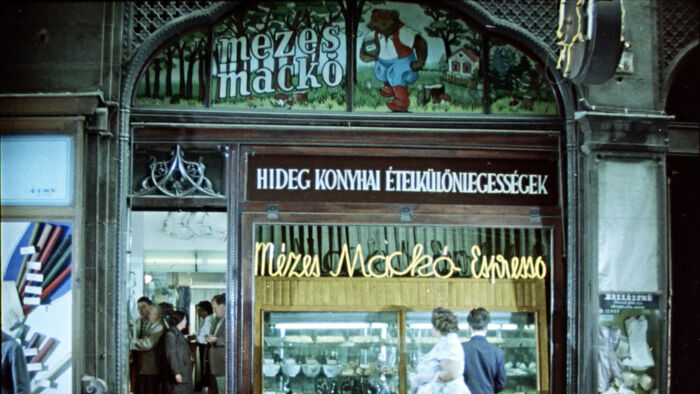 mézes
mackó
HIDEG KONYHAI ÉTELKÜLÖNLEGESSÉGEK
Mézes Mackó Espresso